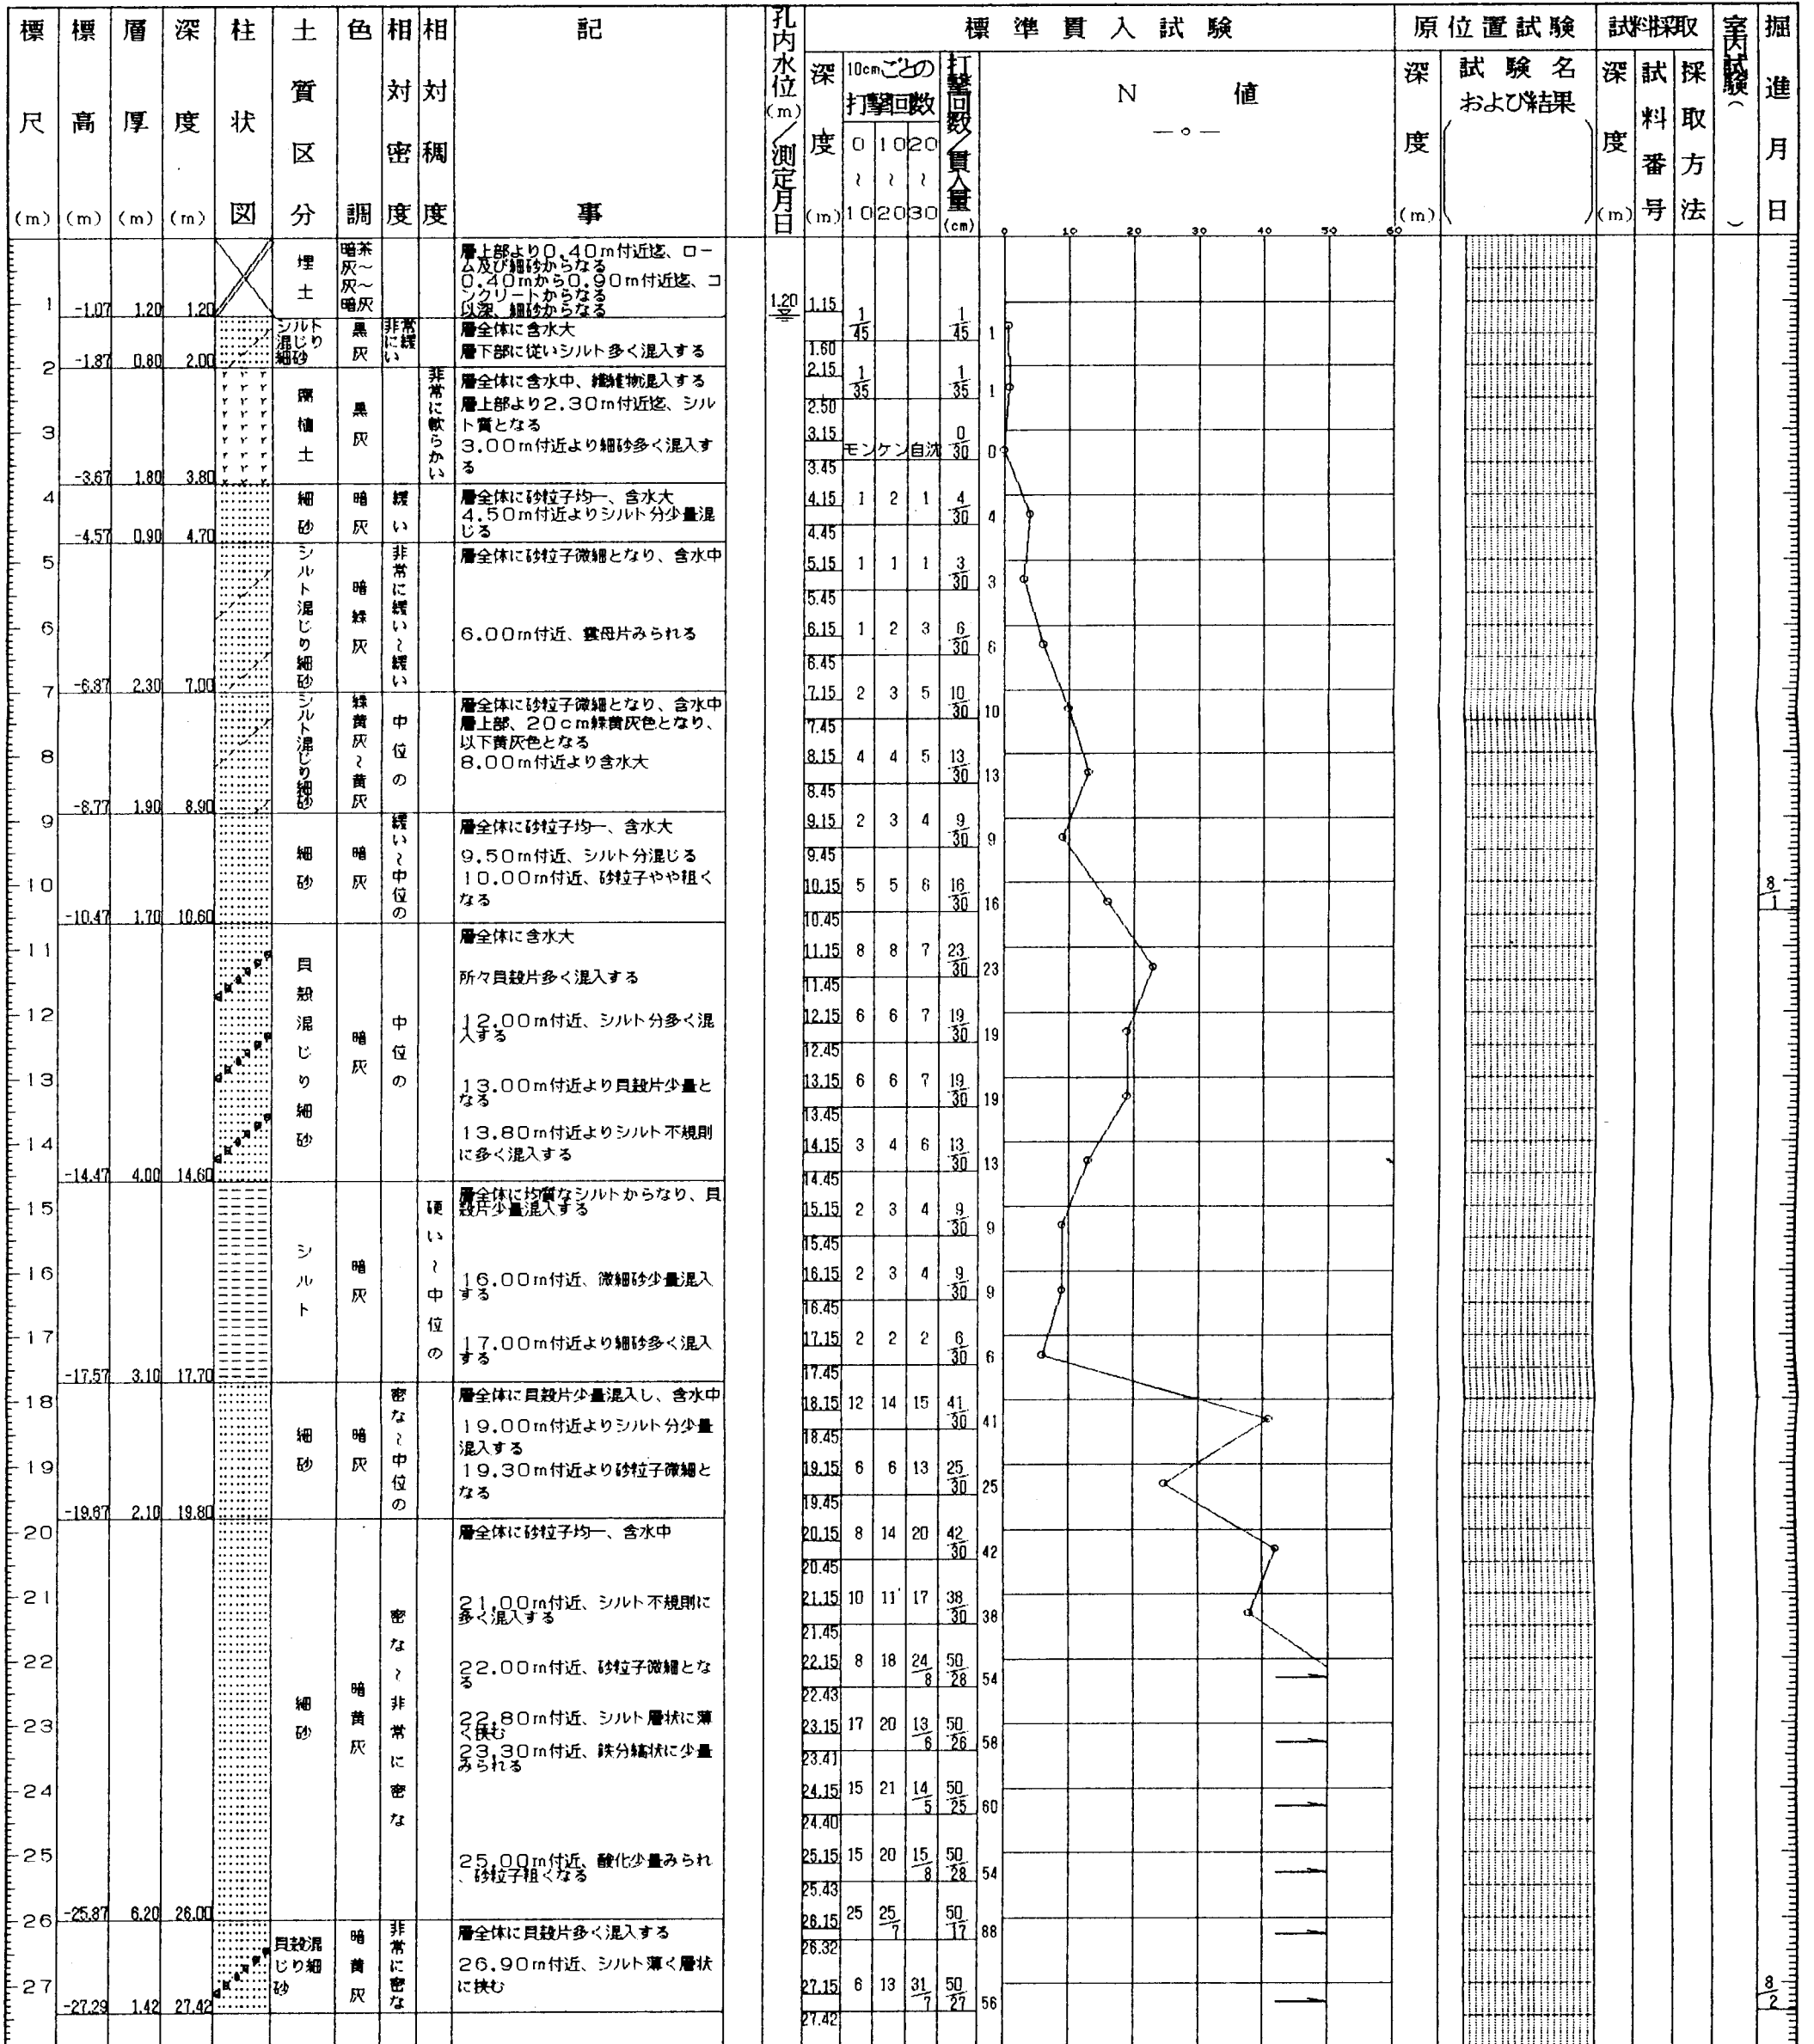 標尺(m) 標高(m) 層厚(m) 深度(m) 柱状図 土質区分 色調 相対密度 相対稠度 記事 孔内水位(m)/測定月日 標準貫入試験 原位置試験 試料採取 室内試験( ) 掘進月日
深度(m) 10cmごとの打撃回数 打撃回数/貫入量(cm) N値 深度(m) 試験名および結果 深度(m) 試料番号 採取方法
0~10 10~20 20~30
0 10 20 30 40 50 60
-1.07 1.20 1.20 埋土 暗茶灰~灰~暗灰
層上部より0.40m付近迄、ロー
ム及び細砂からなる
0.40mから0.90m付近迄、コ
ンクリートからなる
以深、細砂からなる
1.20
-1.87 0.80 2.00 シルト混じり細砂 黒灰 非常に緩い
層全体に含水大
層下部に従いシルト多く混入する
-3.67 1.80 3.80 腐植土 黒灰 非常に軟らかい
層全体に含水中、繊維物混入する
層上部より2.30m付近迄、シル
ト質となる
3.00m付近より細砂多く混入す
る
-4.57 0.90 4.70 細砂 暗灰 緩い
層全体に砂粒子均一、含水大
4.50m付近よりシルト分少量混
じる
-6.87 2.30 7.00 シルト混じり細砂 暗緑灰 非常に緩い~緩い
層全体に砂粒子微細となり、含水中
6.00m付近、雲母片みられる
-8.77 1.90 8.90 シルト混じり細砂 緑黄灰~黄灰 中位の
層全体に砂粒子微細となり、含水中
層上部、20cm緑黄灰色となり、
以下黄灰色となる
8.00m付近より含水大
-10.47 1.70 10.60 細砂 暗灰 緩い~中位の
層全体に砂粒子均一、含水大
9.50m付近、シルト分混じる
10.00m付近、砂粒子やや粗く
なる
-14.47 4.00 14.60 貝殻混じり細砂 暗灰 中位の
層全体に含水大
所々貝殻片多く混入する
12.00m付近、シルト分多く混
入する
13.00m付近より貝殻片少量と
なる
13.80m付近よりシルト不規則
に多く混入する
-17.57 3.10 17.70 シルト 暗灰 硬い~中位の
層全体に均質なシルトからなり、貝
殻片少量混入する
16.00m付近、微細砂少量混入
する
17.00m付近より細砂多く混入
する
-19.67 2.10 19.80 細砂 暗灰 密な~中位の
層全体に貝殻片少量混入し、含水中
19.00m付近よりシルト分少量
混入する
19.30m付近より砂粒子微細と
なる
-25.87 6.20 26.00 細砂 暗黄灰 密な~非常に密な
層全体に砂粒子均一、含水中
21.00m付近、シルト不規則に
多く混入する
22.00m付近、砂粒子微細とな
る
22.80m付近、シルト層状に薄
く挟む
23.30m付近、鉄分縞状に少量
みられる
25.00m付近、酸化少量みられ
、砂粒子粗くなる
-27.29 1.42 27.42 貝殻混じり細砂 暗黄灰 非常に密な
層全体に貝殻片多く混入する
26.90m付近、シルト薄く層状
に挟む
1 2 3 4 5 6 7 8 9 10 11 12 13 14 15 16 17 18 19 20 21 22 23 24 25 26 27
1.15 1/45 1/45 1
1.60
2.15 1/35 1/35 1
2.50
3.15 モンケン自沈 0/30 0
3.45
4.15 1 2 1 4/30 4
4.45
5.15 1 1 1 3/30 3
5.45
6.15 1 2 3 6/30 6
6.45
7.15 2 3 5 10/30 10
7.45
8.15 4 4 5 13/30 13
8.45
9.15 2 3 4 9/30 9
9.45
10.15 5 5 6 16/30 16
10.45
11.15 8 8 7 23/30 23
11.45
12.15 6 6 7 19/30 19
12.45
13.15 6 6 7 19/30 19
13.45
14.15 3 4 6 13/30 13
14.45
15.15 2 3 4 9/30 9
15.45
16.15 2 3 4 9/30 9
16.45
17.15 2 2 2 6/30 6
17.45
18.15 12 14 15 41/30 41
18.45
19.15 6 6 13 25/30 25
19.45
20.15 8 14 20 42/30 42
20.45
21.15 10 11 17 38/30 38
21.45
22.15 8 18 24/8 50/28 54
22.43
23.15 17 20 13/6 50/26 58
23.41
24.15 15 21 14/5 50/25 60
24.40
25.15 15 20 15/8 50/28 54
25.43
26.15 25 25/7 50/17 88
26.32
27.15 6 13 31/7 50/27 56
27.42
8/1
8/2